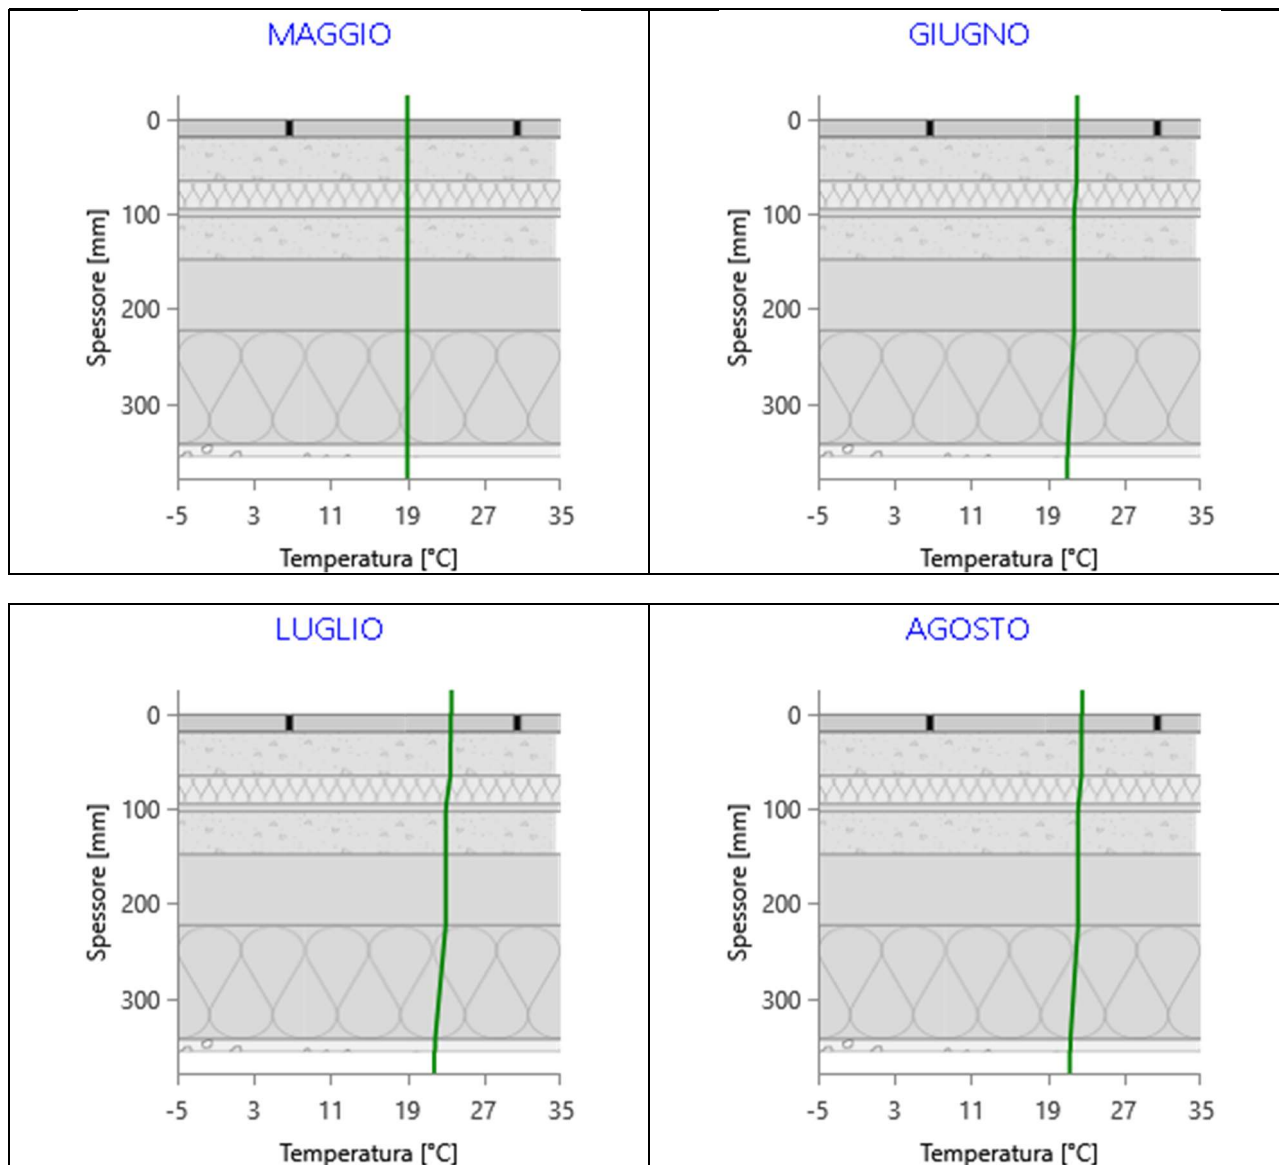 MAGGIO
0
100
200
300
Spessore [mm]
-5 3 11 19 27 35
Temperatura [°C]
GIUGNO
0
100
200
300
Spessore [mm]
-5 3 11 19 27 35
Temperatura [°C]
LUGLIO
0
100
200
300
Spessore [mm]
-5 3 11 19 27 35
Temperatura [°C]
AGOSTO
0
100
200
300
Spessore [mm]
-5 3 11 19 27 35
Temperatura [°C]